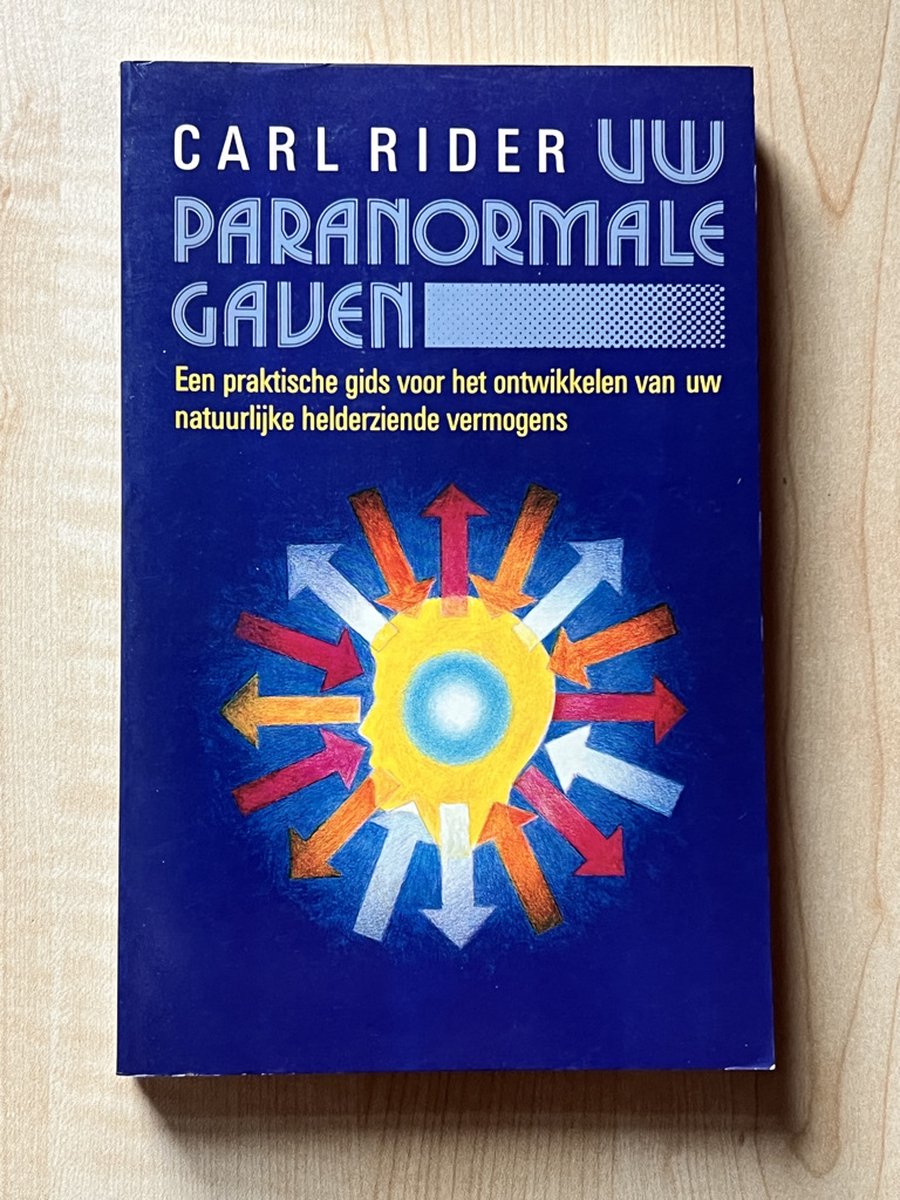 CARL RIDER UW
PARANORMALE
GAVEN
Een praktische gids voor het ontwikkelen van uw
natuurlijke helderziende vermogens